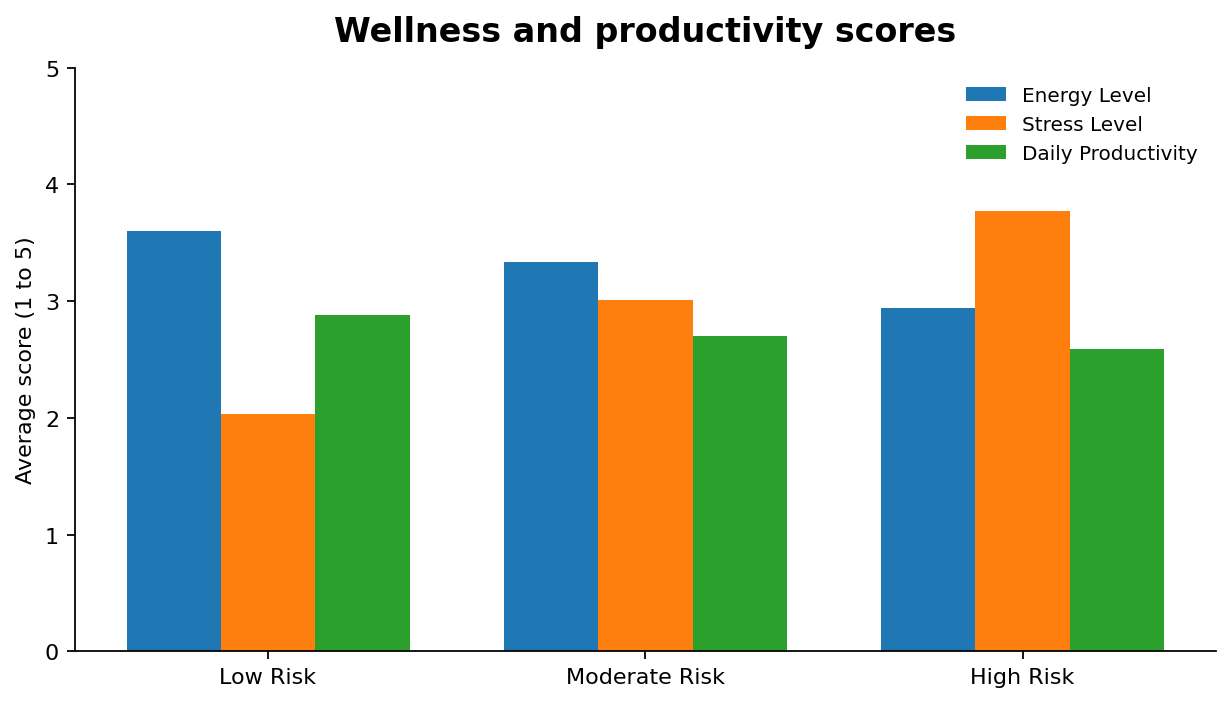 Wellness and productivity scores
Energy Level
Stress Level
Daily Productivity
Average score (1 to 5)
5
4
3
2
1
0
Low Risk
Moderate Risk
High Risk